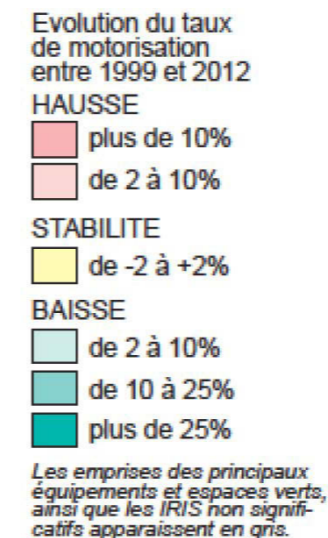 Evolution du taux
de motorisation
entre 1999 et 2012
HAUSSE
plus de 10%
de 2 à 10%
STABILITE
de -2 à +2%
BAISSE
de 2 à 10%
de 10 à 25%
plus de 25%
Les emprises des principaux
équipements et espaces verts,
ainsi que les IRIS non signifi-
catifs apparaissent en gris.